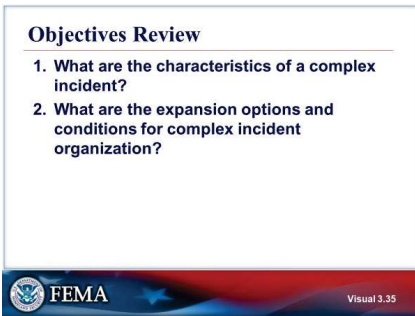 Objectives Review
1. What are the characteristics of a complex
incident?
2. What are the expansion options and
conditions for complex incident
organization?
FEMA
Visual 3.35